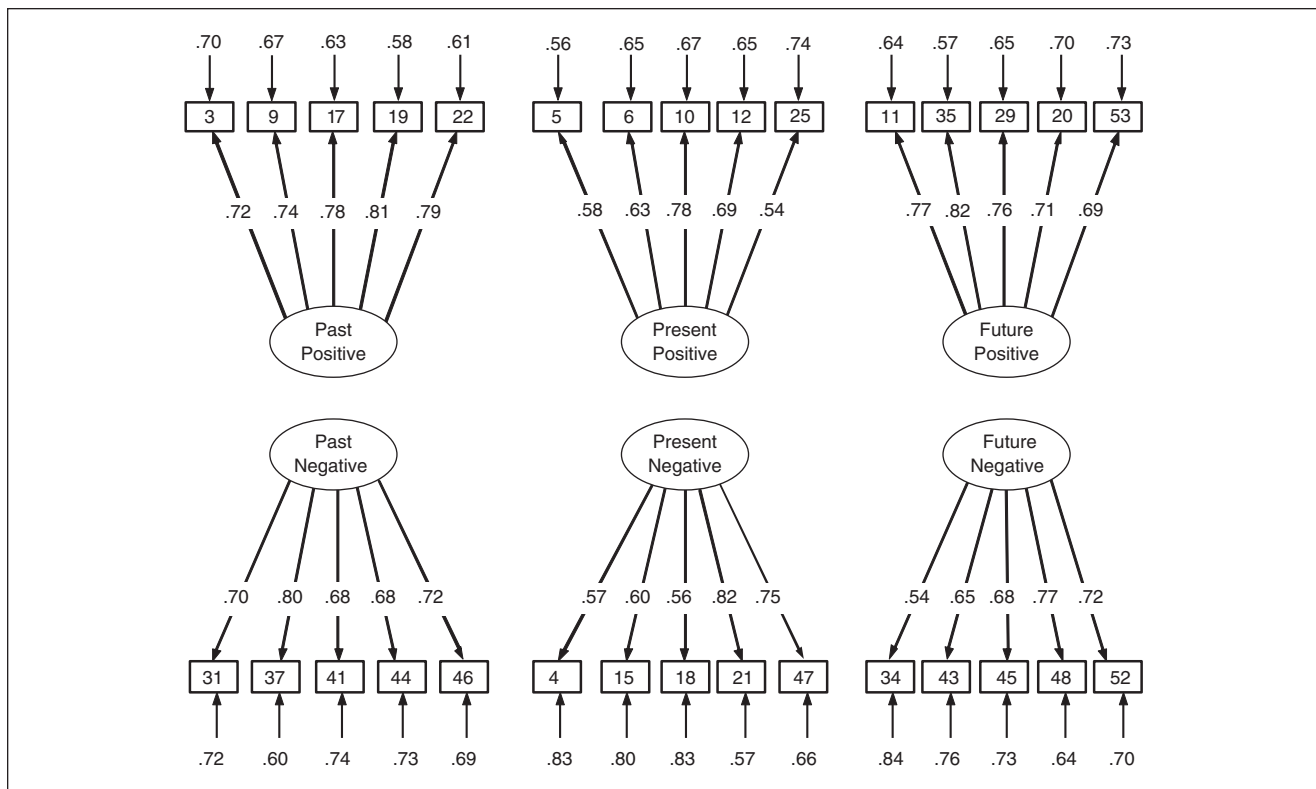 .70 .67 .63 .58 .61 .56 .65 .67 .65 .74 .64 .57 .65 .70 .73
3 9 17 19 22 5 6 10 12 25 11 35 29 20 53
.72 .74 .78 .81 .79 .58 .63 .78 .69 .54 .77 .82 .76 .71 .69
Past Present Future
Positive Positive Positive
Past Present Future
Negative Negative Negative
.70 .80 .68 .68 .72 .57 .60 .56 .82 .75 .54 .65 .68 .77 .72
31 37 41 44 46 4 15 18 21 47 34 43 45 48 52
.72 .60 .74 .73 .69 .83 .80 .83 .57 .66 .84 .76 .73 .64 .70